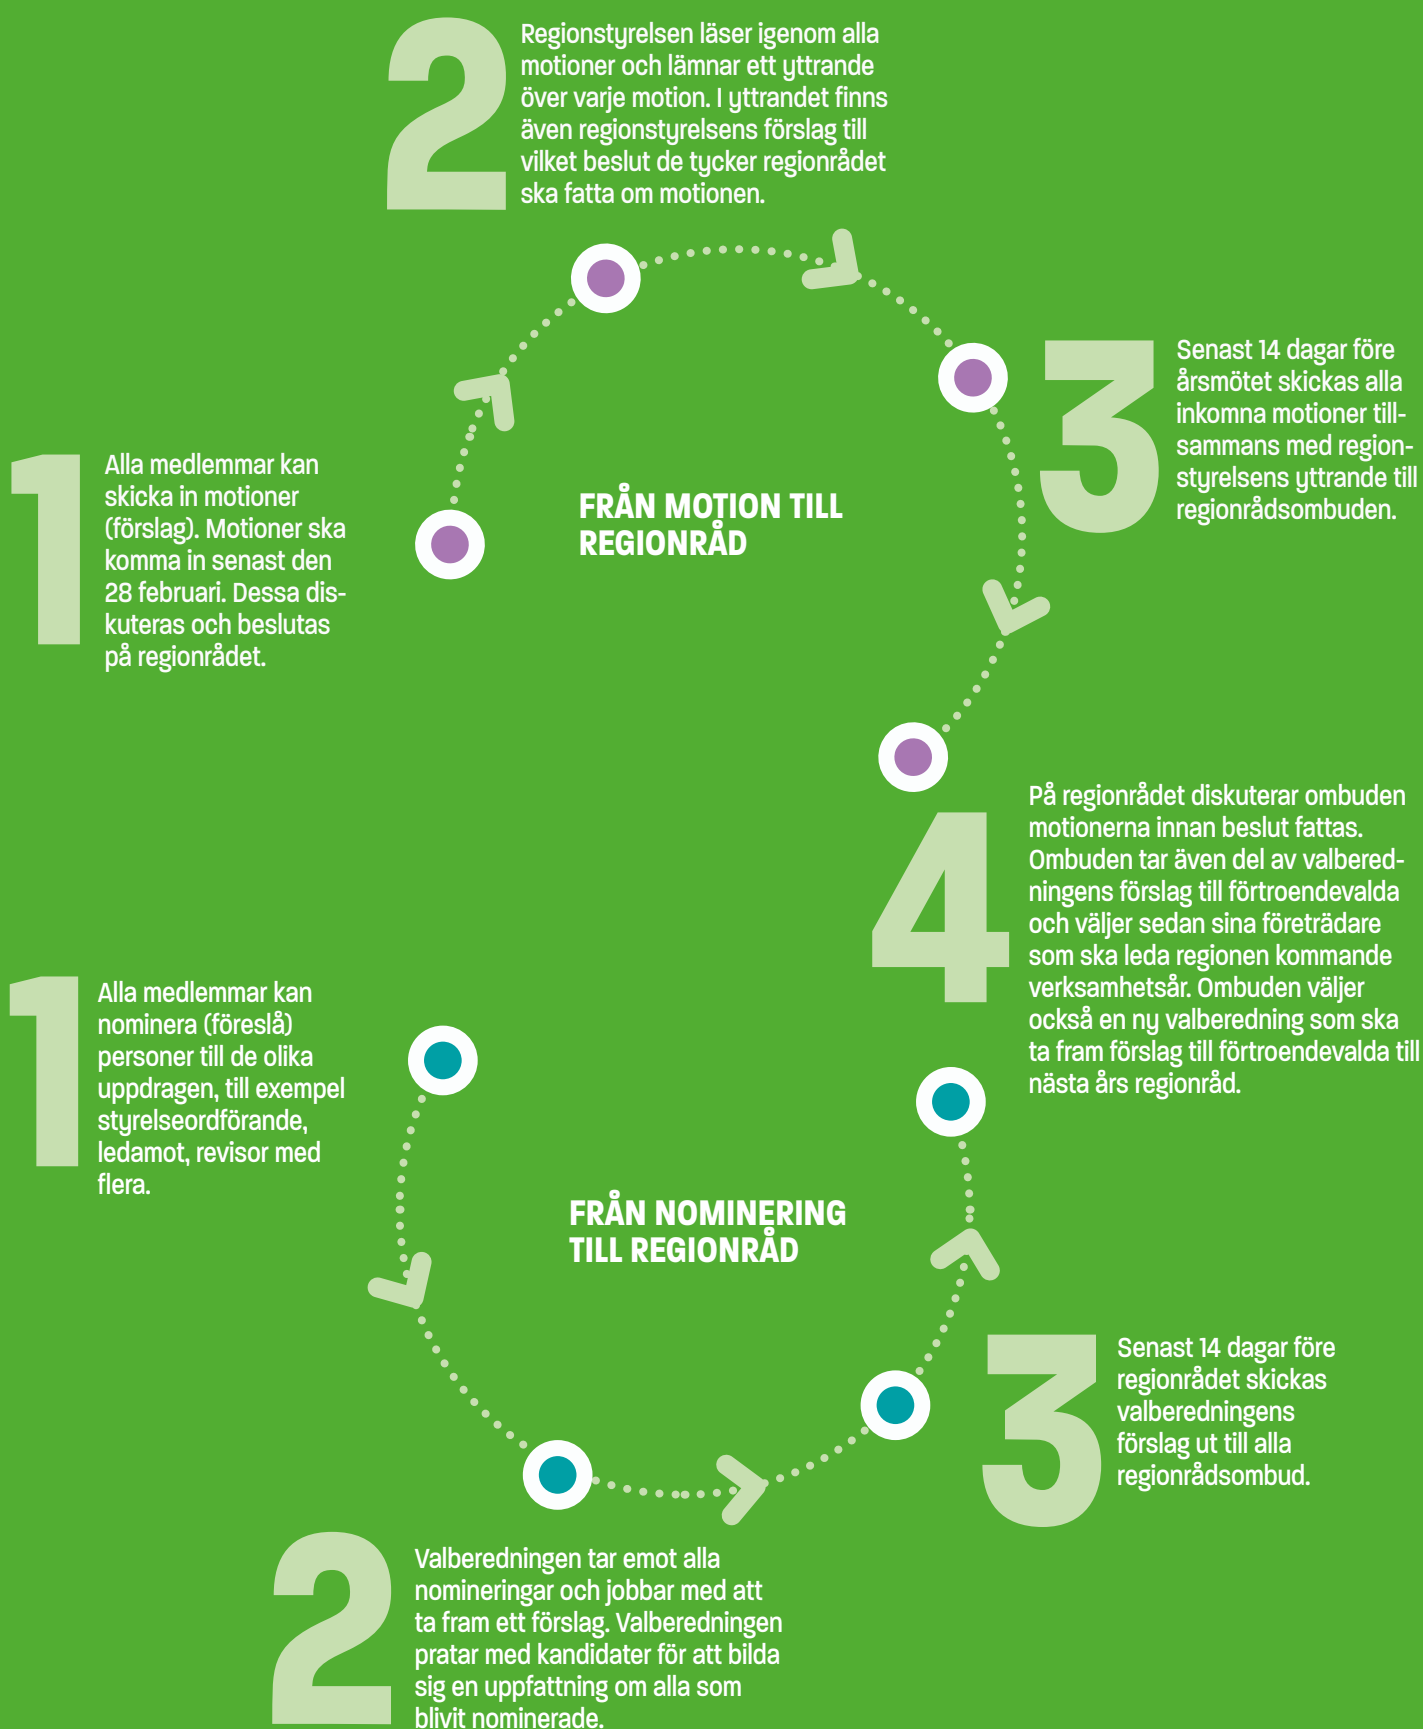 2
Regionstyrelsen läser igenom alla
motioner och lämnar ett yttrande
över varje motion. I yttrandet finns
även regionstyrelsens förslag till
vilket beslut de tycker regionrådet
ska fatta om motionen.
3
Senast 14 dagar före
årsmötet skickas alla
inkomna motioner till-
sammans med region-
styrelsens yttrande till
regionrådsombuden.
1
Alla medlemmar kan
skicka in motioner
(förslag). Motioner ska
komma in senast den
28 februari. Dessa dis-
kuteras och beslutas
på regionrådet.
FRÅN MOTION TILL
REGIONRÅD
4
På regionrådet diskuterar ombuden
motionerna innan beslut fattas.
Ombuden tar även del av valbered-
ningens förslag till förtroendevalda
och väljer sedan sina företrädare
som ska leda regionen kommande
verksamhetsår. Ombuden väljer
också en ny valberedning som ska
ta fram förslag till förtroendevalda till
nästa års regionråd.
1
Alla medlemmar kan
nominera (föreslå)
personer till de olika
uppdragen, till exempel
styrelseordförande,
ledamot, revisor med
flera.
FRÅN NOMINERING
TILL REGIONRÅD
3
Senast 14 dagar före
regionrådet skickas
valberedningens
förslag ut till alla
regionrådsombud.
2
Valberedningen tar emot alla
nomineringar och jobbar med att
ta fram ett förslag. Valberedningen
pratar med kandidater för att bilda
sig en uppfattning om alla som
blivit nominerade.